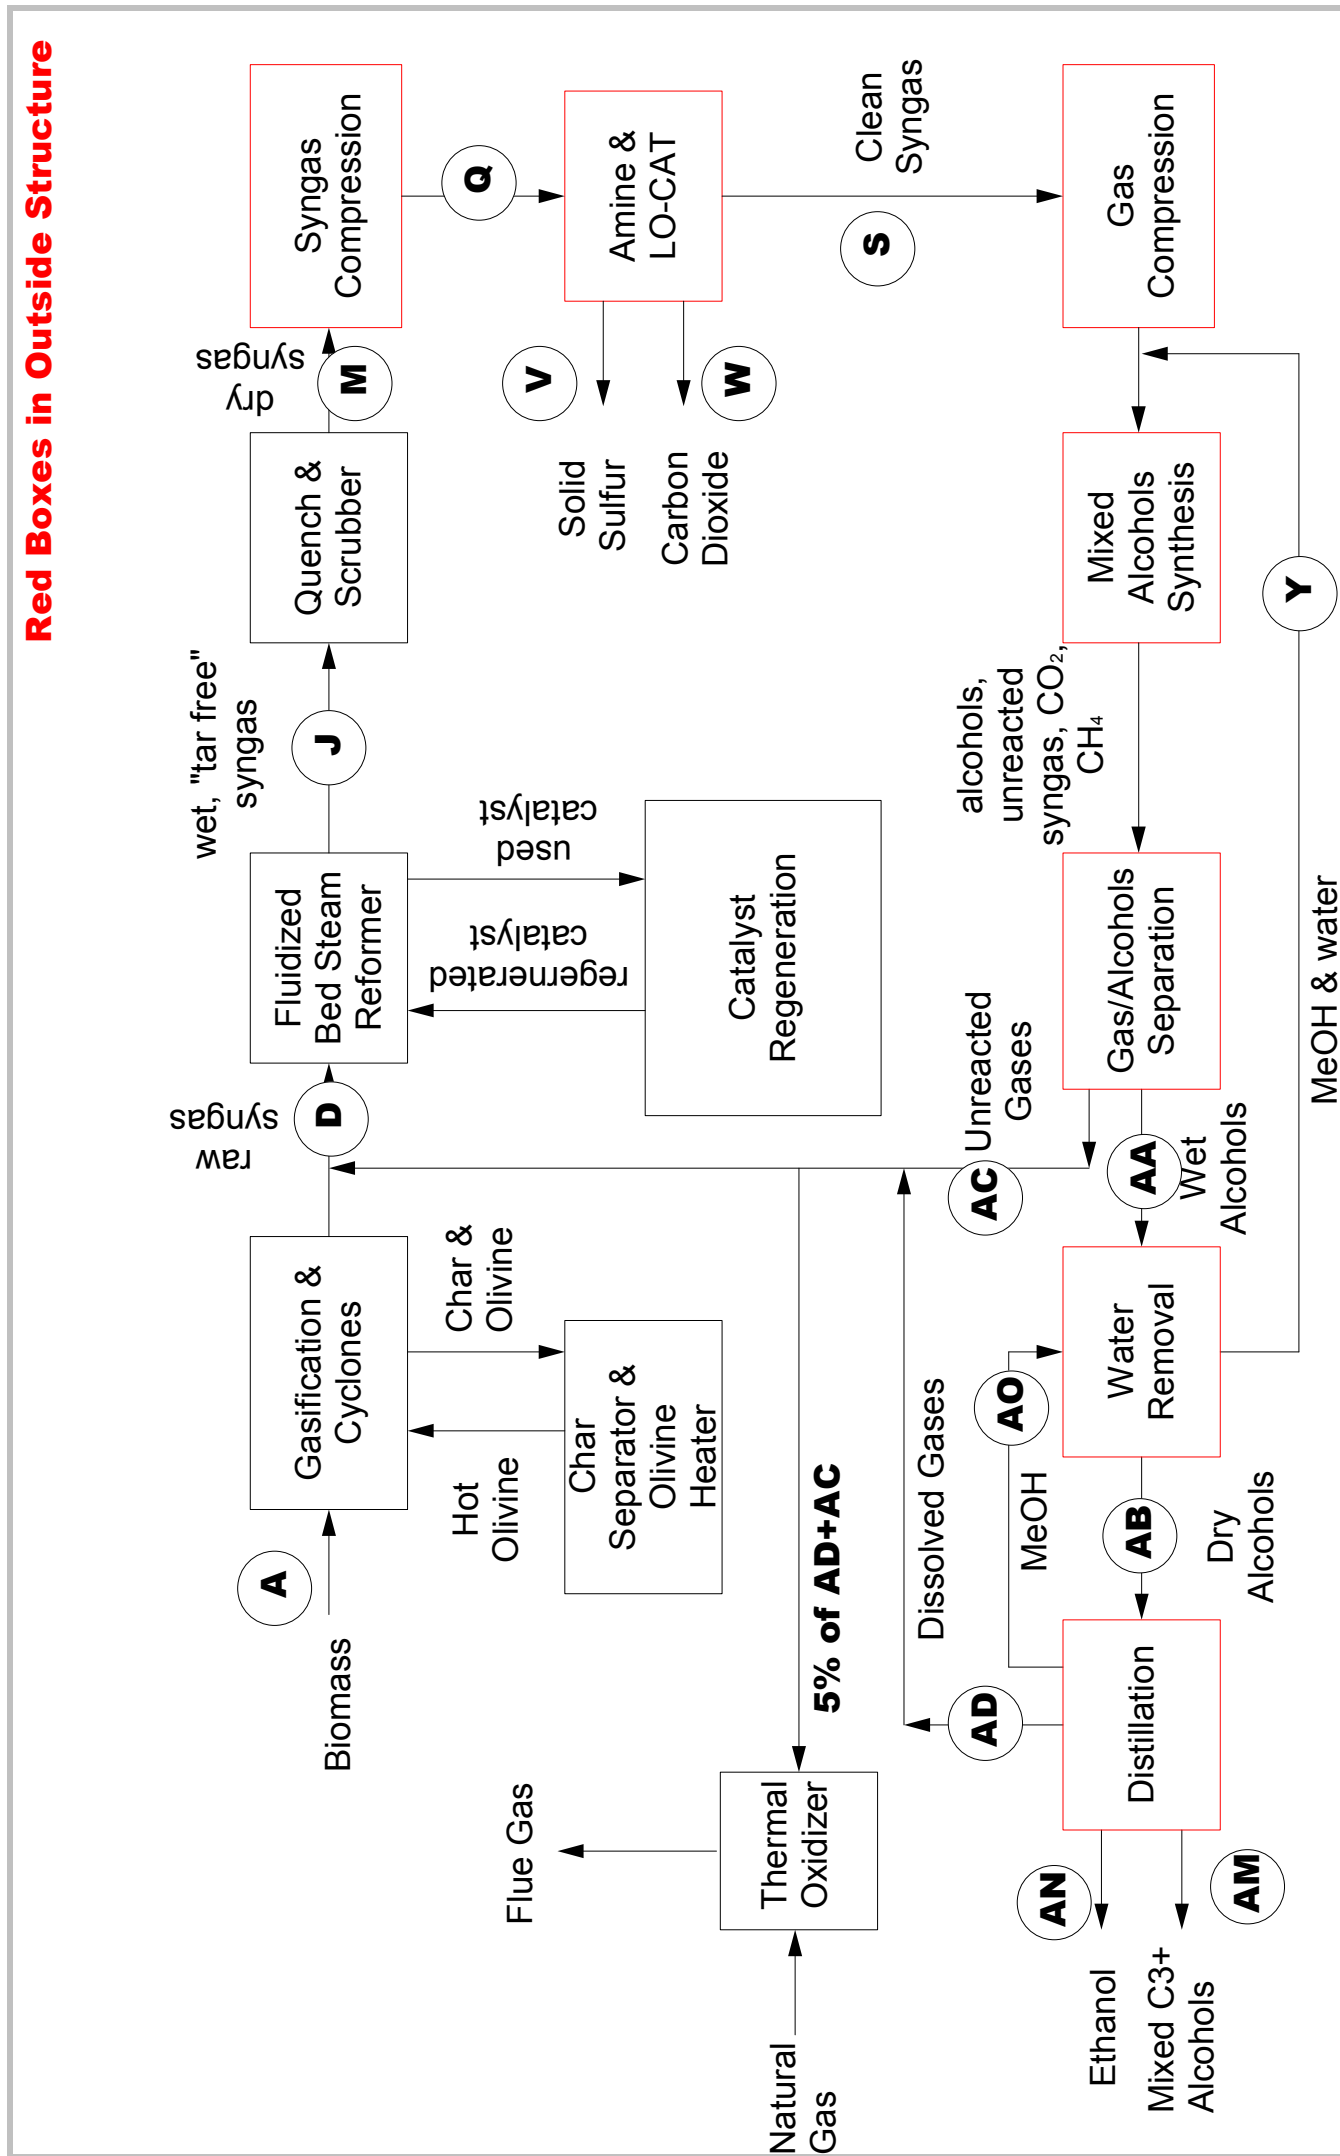 Red Boxes in Outside Structure
Biomass
A
Gasification &
Cyclones
raw
syngas
D
Fluidized
Bed Steam
Reformer
wet, "tar free"
syngas
J
Quench &
Scrubber
dry
syngas
M
Syngas
Compression
Q
Hot
Olivine
Char &
Olivine
Char
Separator &
Olivine
Heater
regernerated
catalyst
used
catalyst
Catalyst
Regeneration
Solid
Sulfur
V
Carbon
Dioxide
W
Amine &
LO-CAT
Clean
Syngas
S
Flue Gas
Natural
Gas
Thermal
Oxidizer
5% of AD+AC
Dissolved Gases
AD
MeOH
AO
AC
Unreacted
Gases
alcohols,
unreacted
syngas, CO₂,
CH₄
Ethanol
AN
Mixed C3+
Alcohols
AM
Distillation
AB
Dry
Alcohols
Water
Removal
AA
Wet
Alcohols
Gas/Alcohols
Separation
Mixed
Alcohols
Synthesis
Gas
Compression
MeOH & water
Y